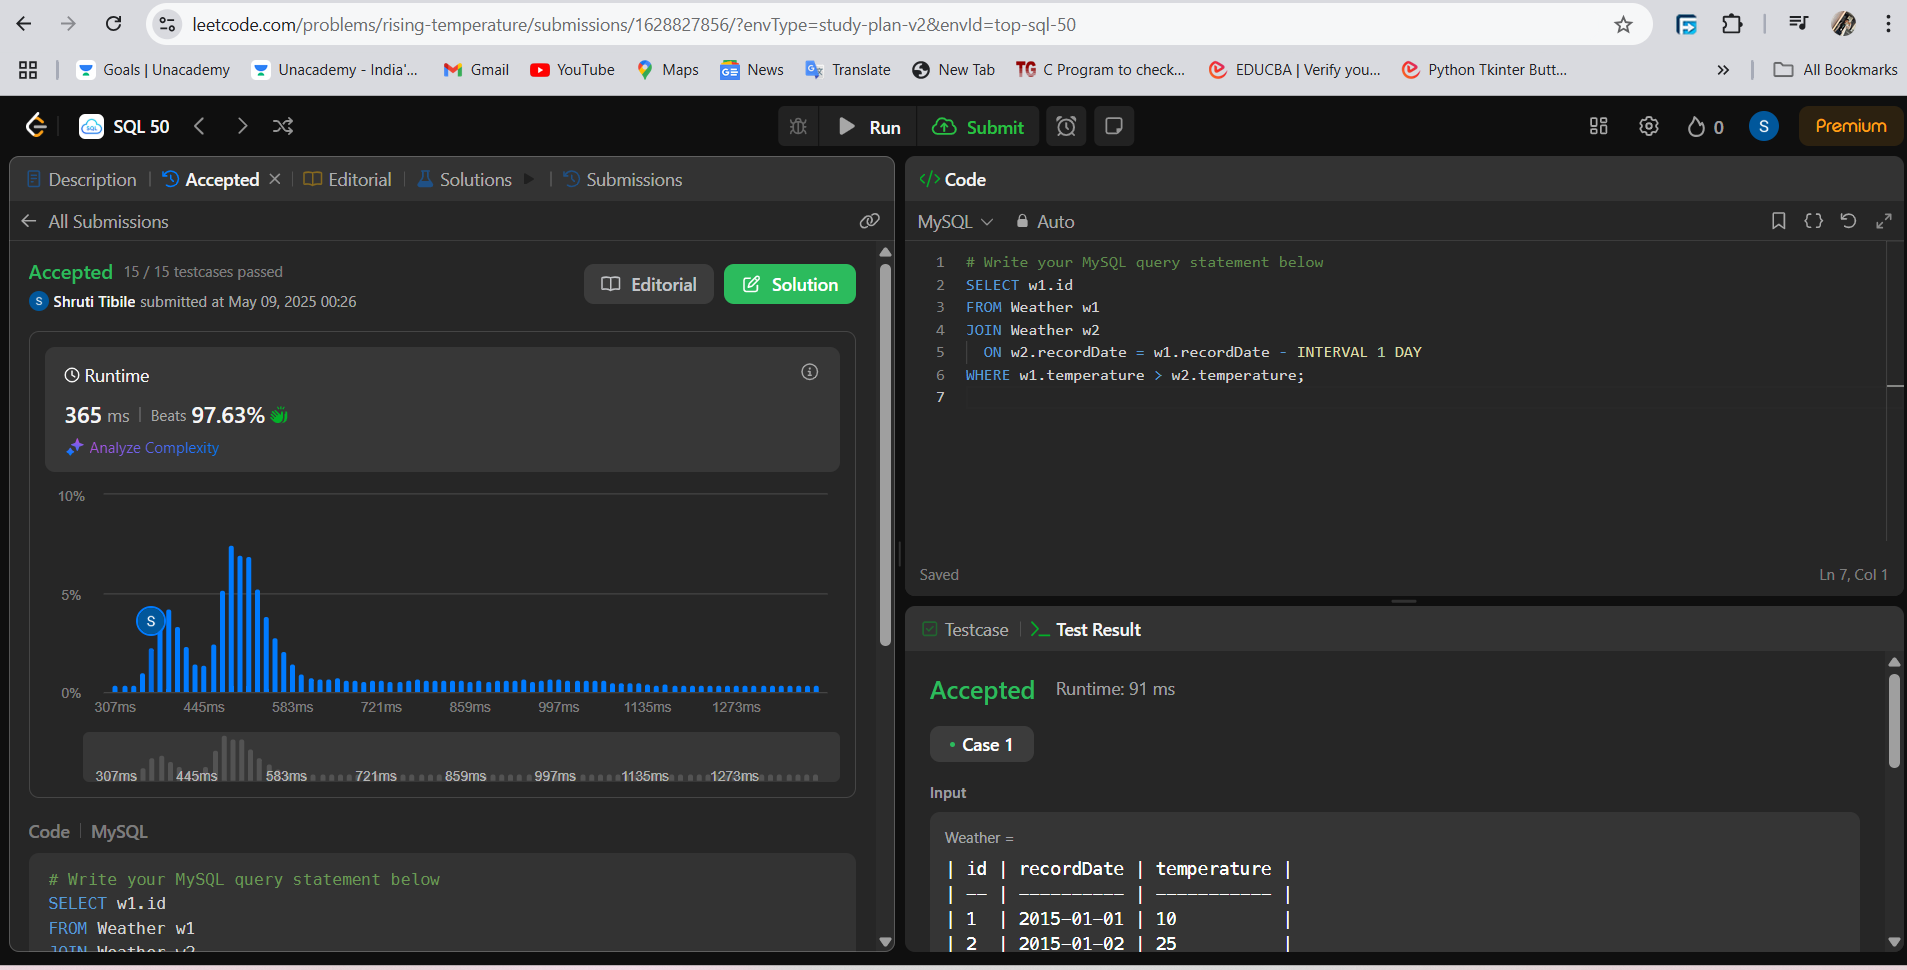 leetcode.com/problems/rising-temperature/submissions/1628827856/?envType=study-plan-v2&envId=top-sql-50
Goals | Unacademy
Unacademy - India'...
Gmail
YouTube
Maps
News
Translate
New Tab
TG C Program to check...
EDUCBA | Verify you...
Python Tkinter Butt...
»
All Bookmarks
SQL 50
Run
Submit
0
S
Premium
Description
Accepted
Editorial
Solutions
Submissions
All Submissions
Accepted 15 / 15 testcases passed
S Shruti Tibile submitted at May 09, 2025 00:26
Editorial
Solution
Runtime
365 ms | Beats 97.63%
Analyze Complexity
10%
5%
0%
S
307ms 445ms 583ms 721ms 859ms 997ms 1135ms 1273ms
307ms 445ms 583ms 721ms 859ms 997ms 1135ms 1273ms
Code | MySQL
# Write your MySQL query statement below
SELECT w1.id
FROM Weather w1
JOIN Weather w2
</> Code
MySQL
Auto
1 # Write your MySQL query statement below
2 SELECT w1.id
3 FROM Weather w1
4 JOIN Weather w2
5 ON w2.recordDate = w1.recordDate - INTERVAL 1 DAY
6 WHERE w1.temperature > w2.temperature;
7
Saved
Ln 7, Col 1
Testcase
Test Result
Accepted Runtime: 91 ms
• Case 1
Input
Weather =
| id | recordDate | temperature |
| -- | ---------- | ----------- |
| 1 | 2015-01-01 | 10 |
| 2 | 2015-01-02 | 25 |